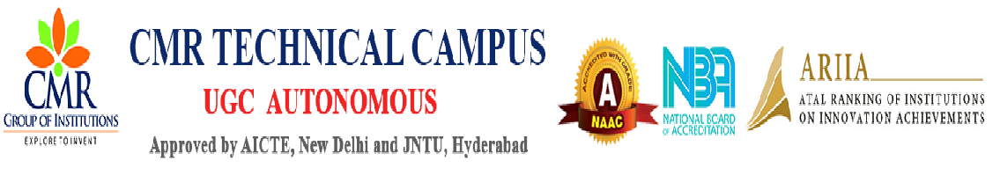 CMR
GROUP OF INSTITUTIONS
EXPLORE TO INVENT
CMR TECHNICAL CAMPUS
UGC AUTONOMOUS
Approved by AICTE, New Delhi and JNTU, Hyderabad
ACCREDITED WITH GRADE
A
NAAC
NBA
NATIONAL BOARD
OF ACCREDITATION
ARIIA
ATAL RANKING OF INSTITUTIONS
ON INNOVATION ACHIEVEMENTS